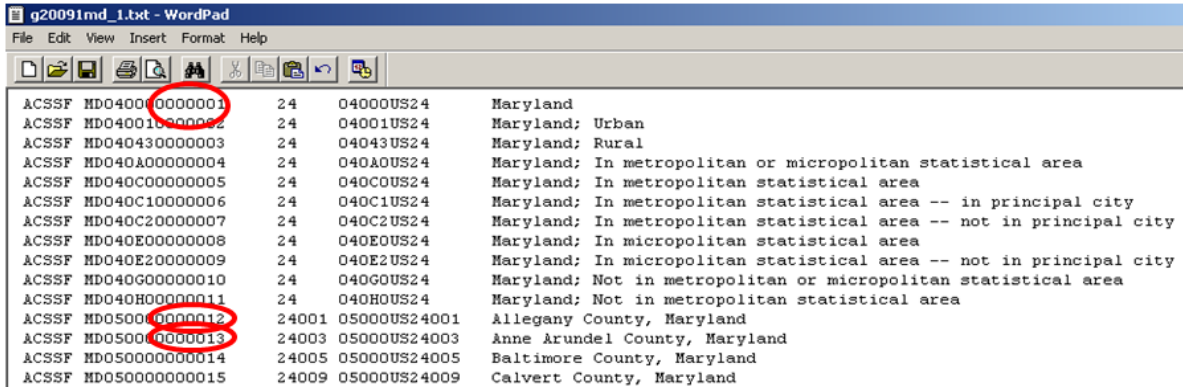 g20091md_1.txt - WordPad
File Edit View Insert Format Help
ACSSF MD040000000001 24 04000US24 Maryland
ACSSF MD040010000002 24 04001US24 Maryland; Urban
ACSSF MD040430000003 24 04043US24 Maryland; Rural
ACSSF MD040A00000004 24 040A0US24 Maryland; In metropolitan or micropolitan statistical area
ACSSF MD040C00000005 24 040C0US24 Maryland; In metropolitan statistical area
ACSSF MD040C10000006 24 040C1US24 Maryland; In metropolitan statistical area -- in principal city
ACSSF MD040C20000007 24 040C2US24 Maryland; In metropolitan statistical area -- not in principal city
ACSSF MD040E00000008 24 040E0US24 Maryland; In micropolitan statistical area
ACSSF MD040E20000009 24 040E2US24 Maryland; In micropolitan statistical area -- not in principal city
ACSSF MD040G00000010 24 040G0US24 Maryland; Not in metropolitan or micropolitan statistical area
ACSSF MD040H00000011 24 040H0US24 Maryland; Not in metropolitan statistical area
ACSSF MD050000000012 24001 05000US24001 Allegany County, Maryland
ACSSF MD050000000013 24003 05000US24003 Anne Arundel County, Maryland
ACSSF MD050000000014 24005 05000US24005 Baltimore County, Maryland
ACSSF MD050000000015 24009 05000US24009 Calvert County, Maryland